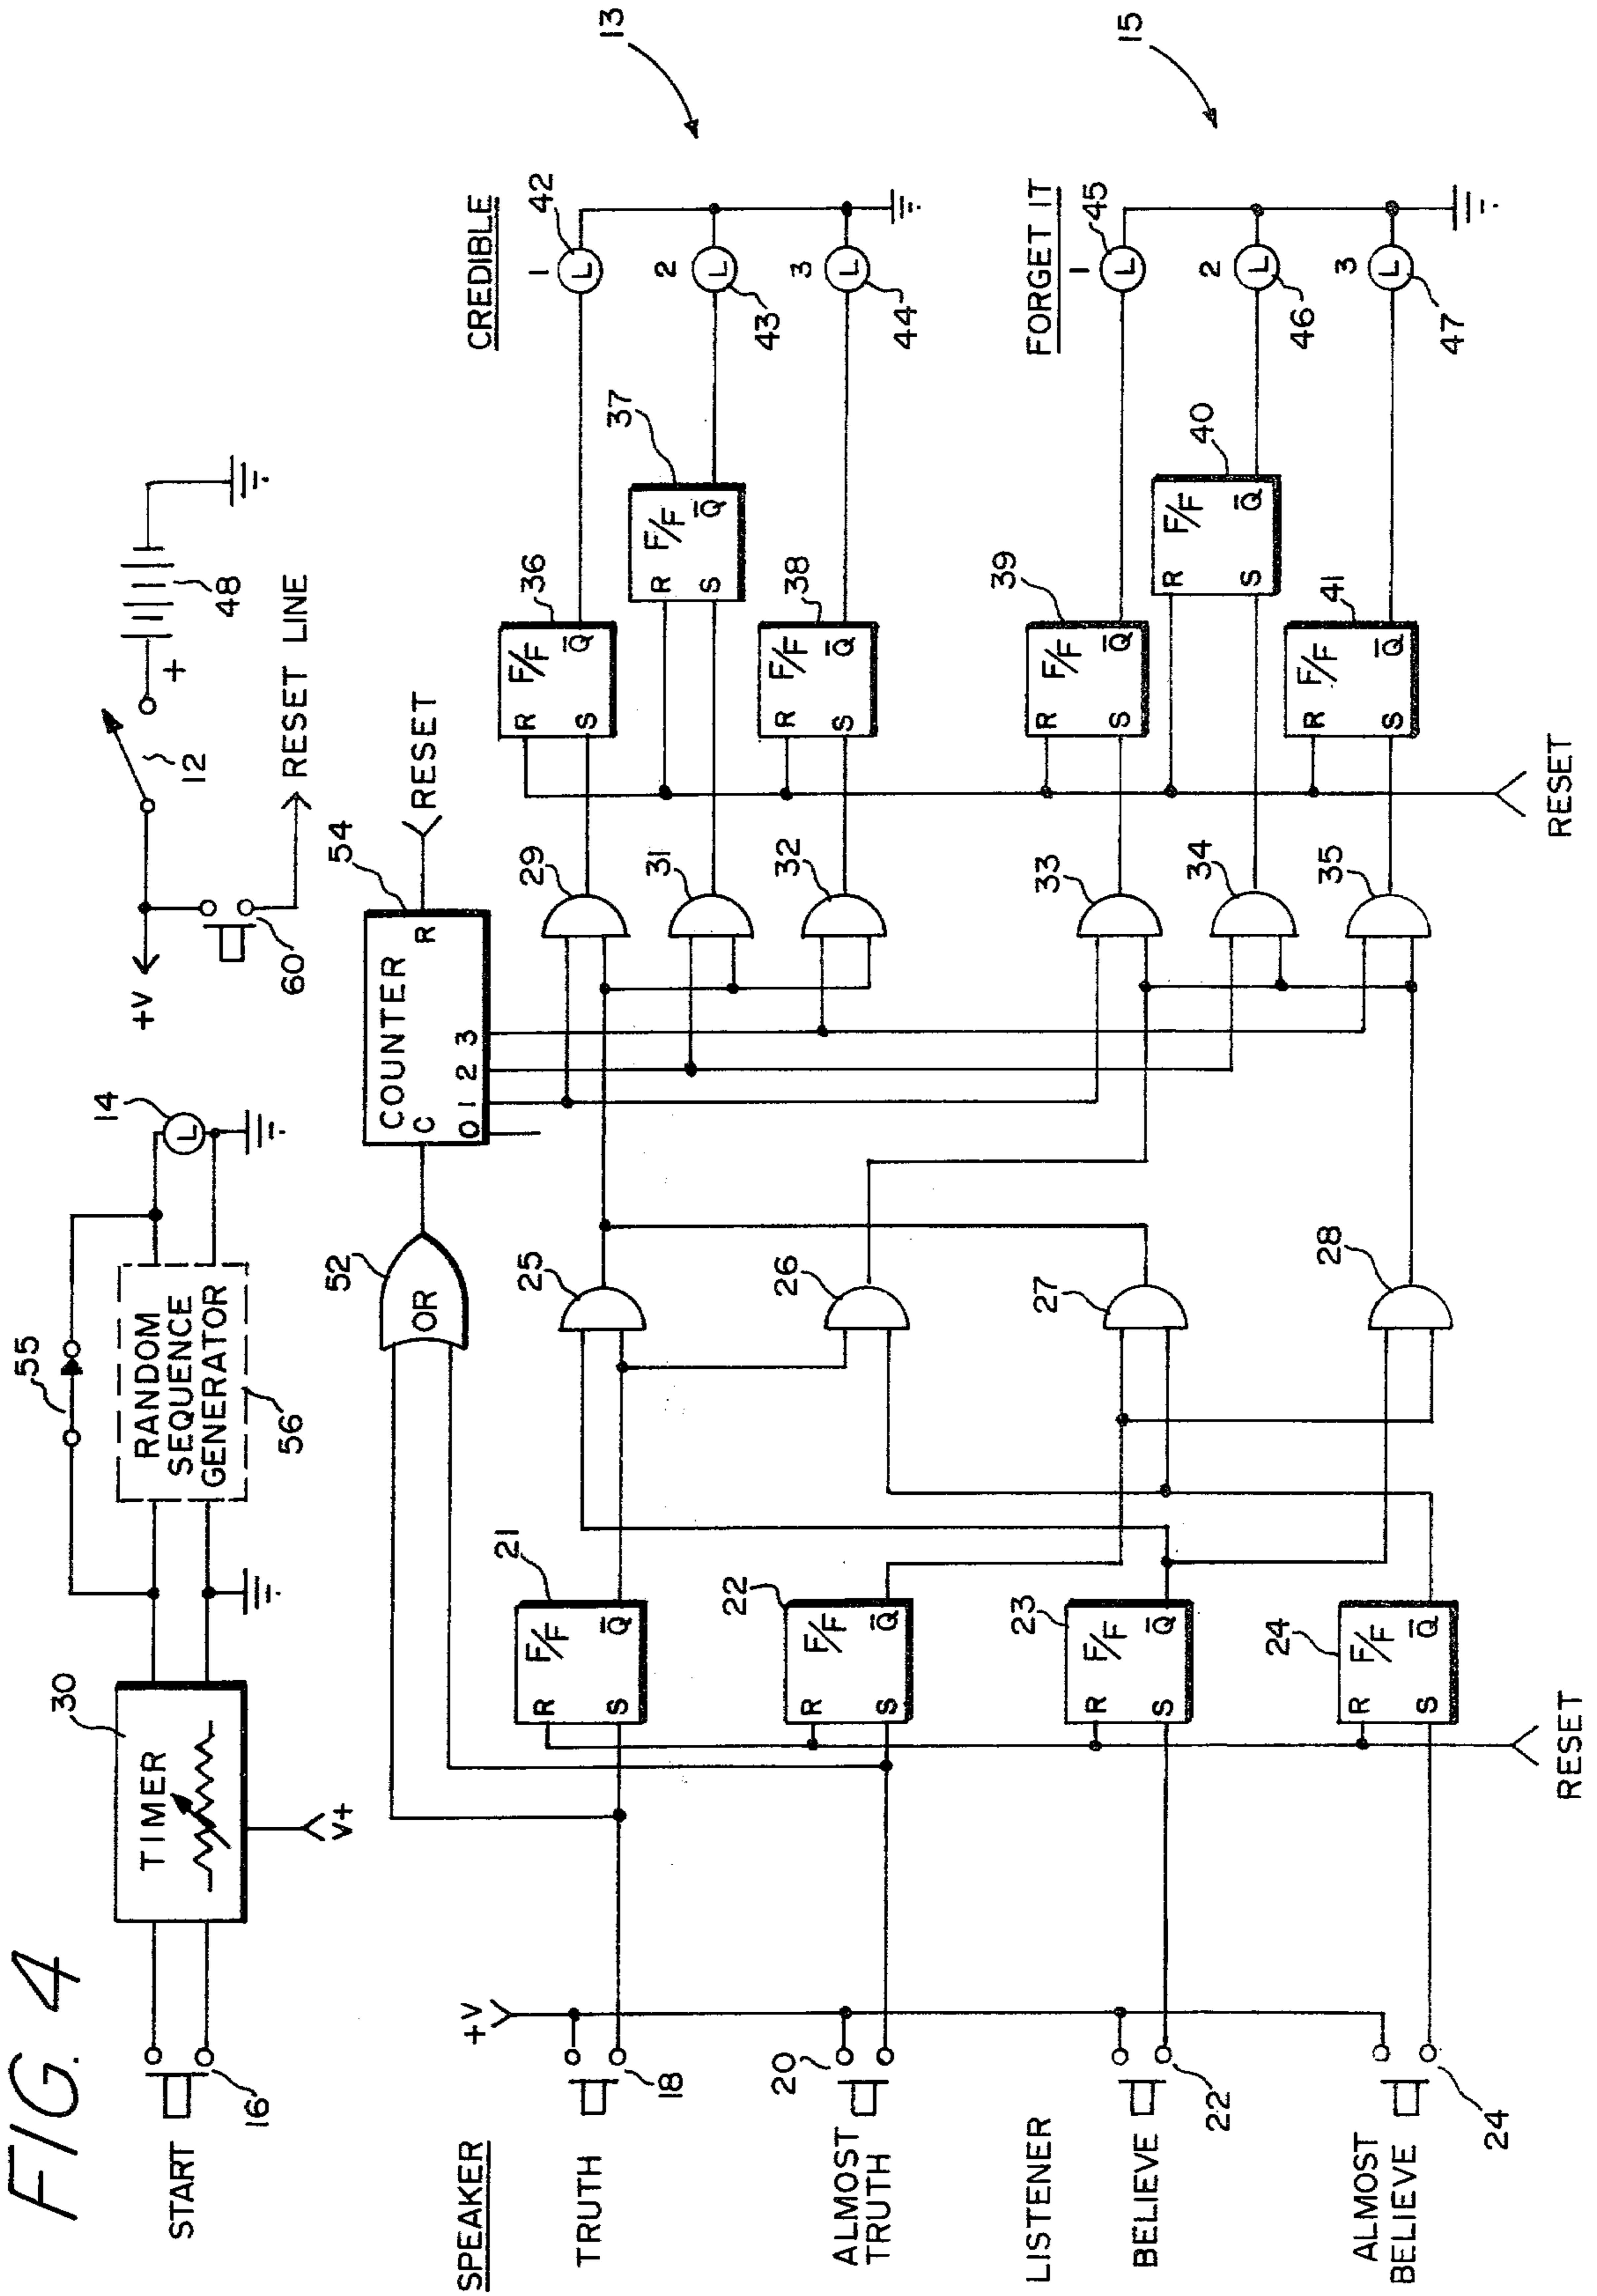 FIG. 4
START
16
TIMER
30
V+
RANDOM
SEQUENCE
GENERATOR
56
55
L
14
+V
60
12
+
48
RESET LINE
SPEAKER
TRUTH
18
ALMOST
TRUTH
20
LISTENER
BELIEVE
22
ALMOST
BELIEVE
24
+V
F/F
R
S
Q̅
21
F/F
R
S
Q̅
22
F/F
R
S
Q̅
23
F/F
R
S
Q̅
24
RESET
OR
52
25
26
27
28
COUNTER
C
R
0 1 2 3
54
RESET
29
31
32
33
34
35
F/F
R
S
Q̅
36
F/F
R
S
Q̅
37
F/F
R
S
Q̅
38
F/F
R
S
Q̅
39
F/F
R
S
Q̅
40
F/F
R
S
Q̅
41
RESET
CREDIBLE
1
L
42
2
L
43
3
L
44
13
FORGET IT
1
L
45
2
L
46
3
L
47
15